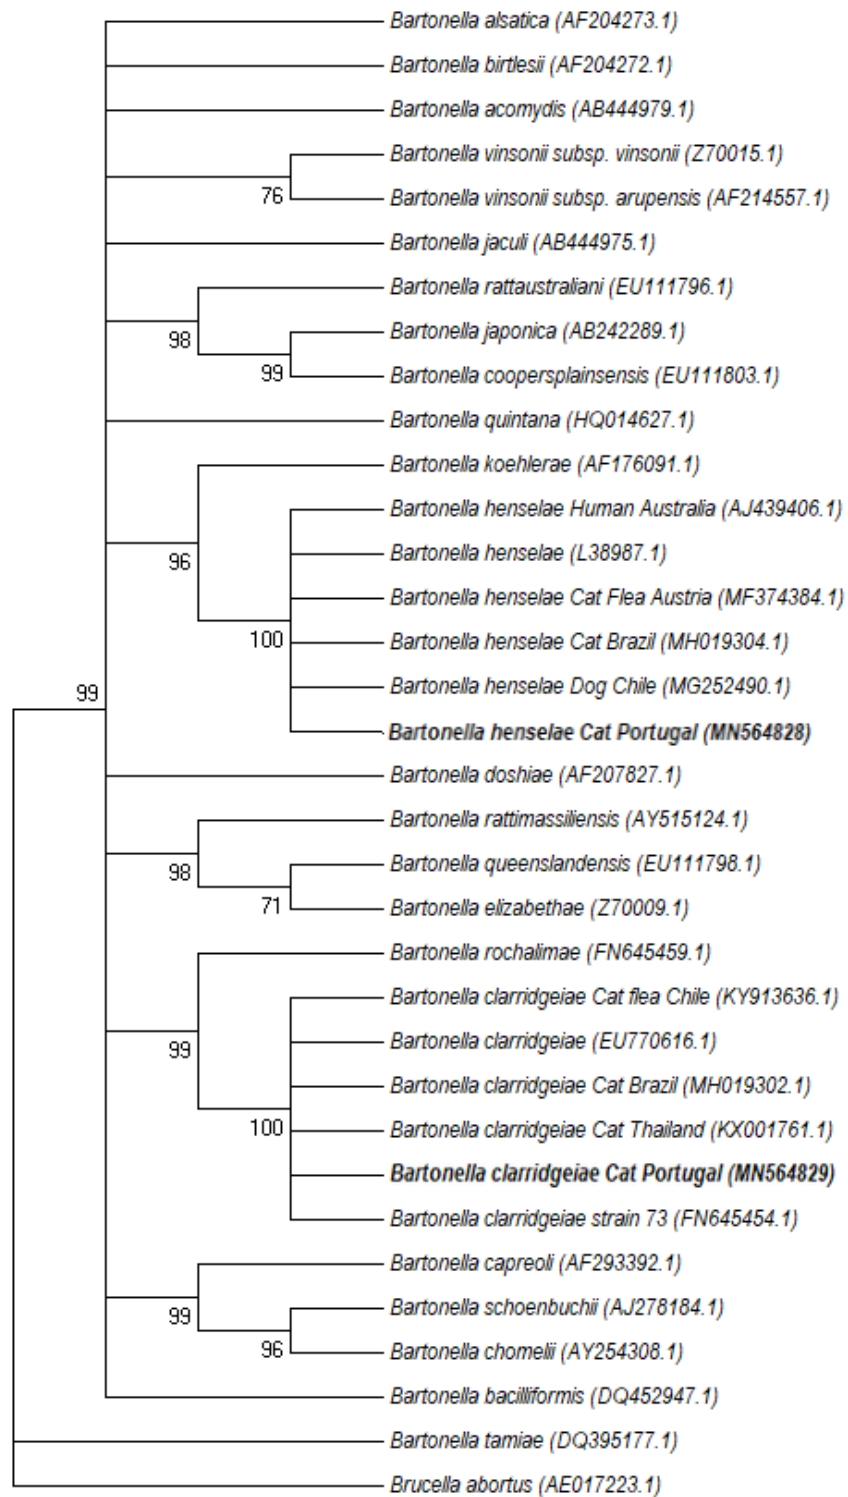 Bartonella alsatica (AF204273.1)
Bartonella birtlesii (AF204272.1)
Bartonella acomydis (AB444979.1)
Bartonella vinsonii subsp. vinsonii (Z70015.1)
76
Bartonella vinsonii subsp. arupensis (AF214557.1)
Bartonella jaculi (AB444975.1)
Bartonella rattaustraliani (EU111796.1)
98
Bartonella japonica (AB242289.1)
99
Bartonella coopersplainsensis (EU111803.1)
Bartonella quintana (HQ014627.1)
Bartonella koehlerae (AF176091.1)
Bartonella henselae Human Australia (AJ439406.1)
96
Bartonella henselae (L38987.1)
Bartonella henselae Cat Flea Austria (MF374384.1)
100
Bartonella henselae Cat Brazil (MH019304.1)
Bartonella henselae Dog Chile (MG252490.1)
99
Bartonella henselae Cat Portugal (MN564828)
Bartonella doshiae (AF207827.1)
Bartonella rattimassiliensis (AY515124.1)
98
Bartonella queenslandensis (EU111798.1)
71
Bartonella elizabethae (Z70009.1)
Bartonella rochalimae (FN645459.1)
Bartonella clarridgeiae Cat flea Chile (KY913636.1)
99
Bartonella clarridgeiae (EU770616.1)
Bartonella clarridgeiae Cat Brazil (MH019302.1)
100
Bartonella clarridgeiae Cat Thailand (KX001761.1)
Bartonella clarridgeiae Cat Portugal (MN564829)
Bartonella clarridgeiae strain 73 (FN645454.1)
Bartonella capreoli (AF293392.1)
99
Bartonella schoenbuchii (AJ278184.1)
96
Bartonella chomelii (AY254308.1)
Bartonella bacilliformis (DQ452947.1)
Bartonella tamiae (DQ395177.1)
Brucella abortus (AE017223.1)